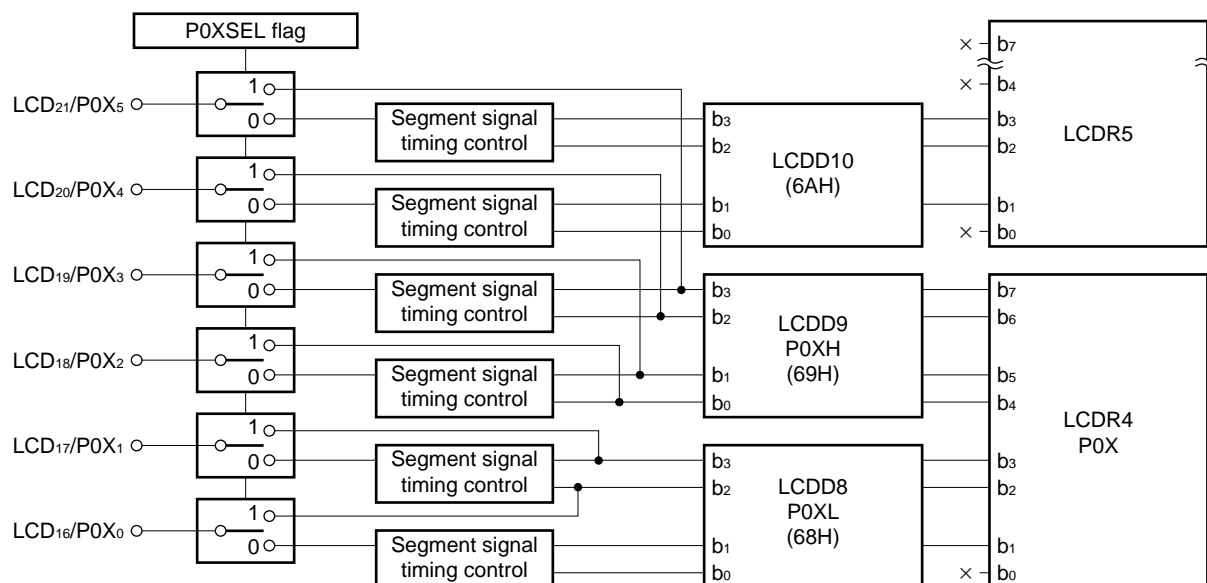 P0XSEL flag
LCD21/P0X5
1
0
Segment signal
timing control
LCD20/P0X4
1
0
Segment signal
timing control
LCD19/P0X3
1
0
Segment signal
timing control
LCD18/P0X2
1
0
Segment signal
timing control
LCD17/P0X1
1
0
Segment signal
timing control
LCD16/P0X0
1
0
Segment signal
timing control
b3
b2
LCDD10
(6AH)
b1
b0
b3
b2
LCDD9
P0XH
(69H)
b1
b0
b3
b2
LCDD8
P0XL
(68H)
b1
b0
× b7
× b4
b3
b2
LCDR5
b1
× b0
b7
b6
b5
b4
LCDR4
P0X
b3
b2
b1
× b0